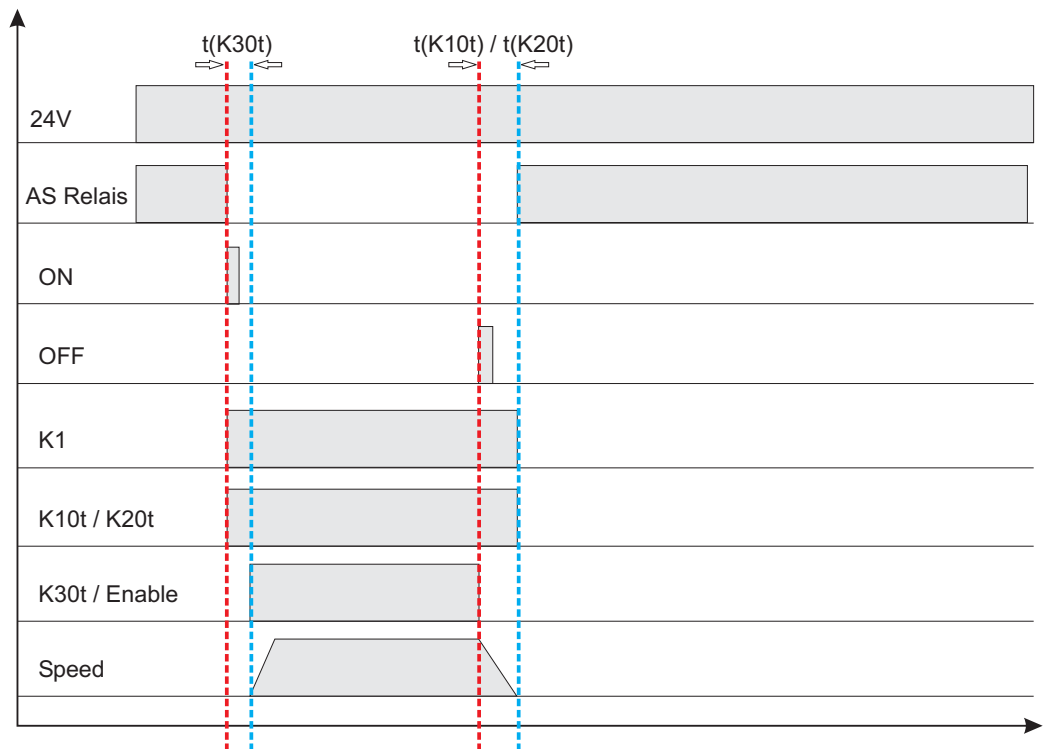 t(K30t)
t(K10t) / t(K20t)
24V
AS Relais
ON
OFF
K1
K10t / K20t
K30t / Enable
Speed